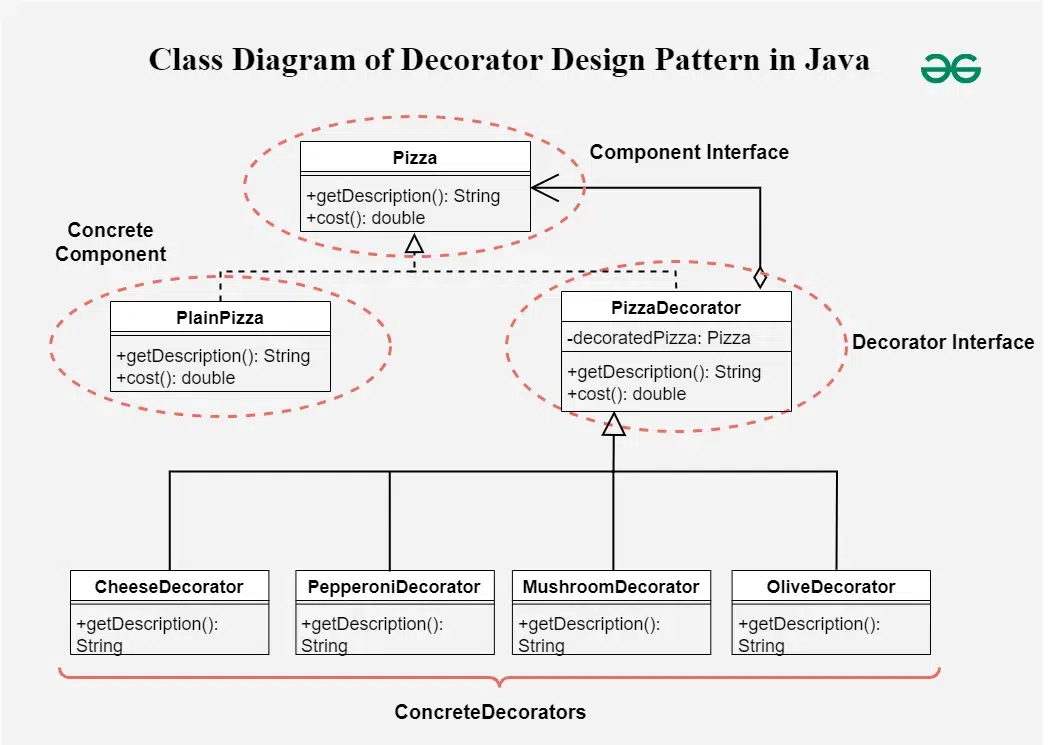 Class Diagram of Decorator Design Pattern in Java
Pizza
+getDescription(): String
+cost(): double
Component Interface
Concrete
Component
PlainPizza
+getDescription(): String
+cost(): double
PizzaDecorator
-decoratedPizza: Pizza
+getDescription(): String
+cost(): double
Decorator Interface
CheeseDecorator
+getDescription():
String
PepperoniDecorator
+getDescription():
String
MushroomDecorator
+getDescription():
String
OliveDecorator
+getDescription():
String
ConcreteDecorators